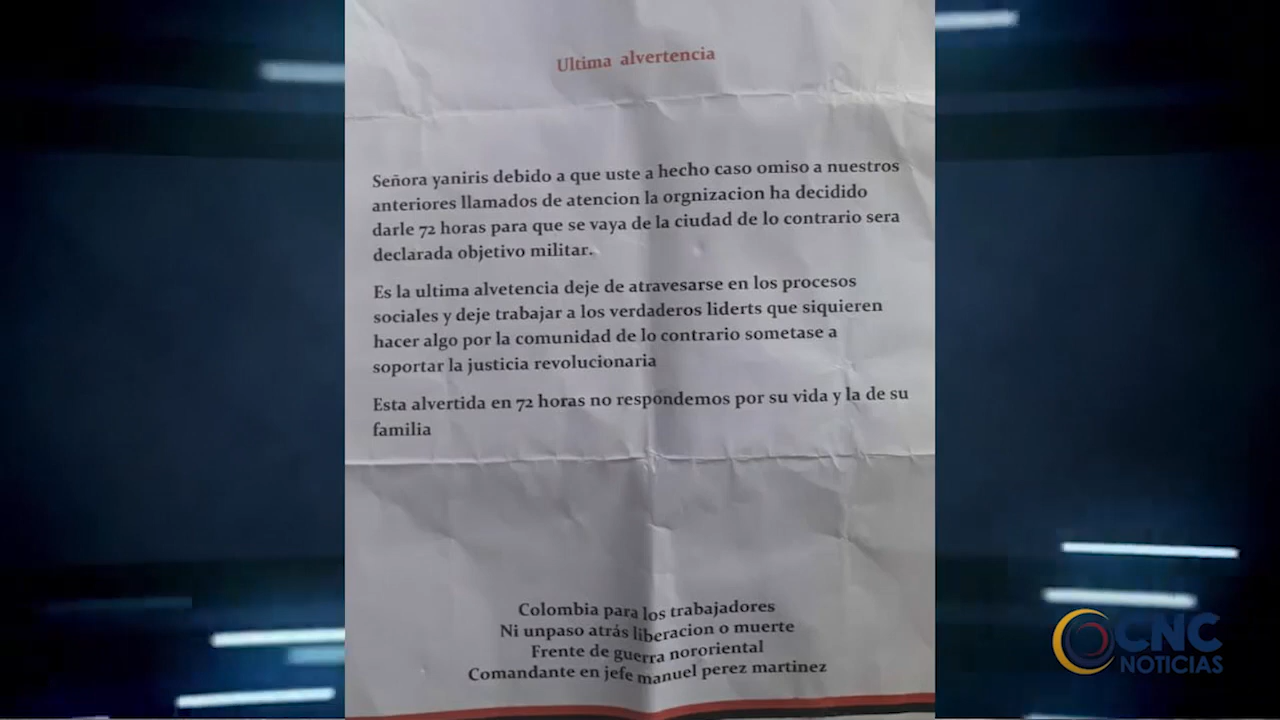 Ultima alvertencia
Señora yaniris debido a que uste a hecho caso omiso a nuestros
anteriores llamados de atencion la orgnizacion ha decidido
darle 72 horas para que se vaya de la ciudad de lo contrario sera
declarada objetivo militar.
Es la ultima alvetencia deje de atravesarse en los procesos
sociales y deje trabajar a los verdaderos liderts que siquieren
hacer algo por la comunidad de lo contrario sometase a
soportar la justicia revolucionaria
Esta alvertida en 72 horas no respondemos por su vida y la de su
familia
Colombia para los trabajadores
Ni unpaso atrás liberacion o muerte
Frente de guerra nororiental
Comandante en jefe manuel perez martinez
CNC
NOTICIAS